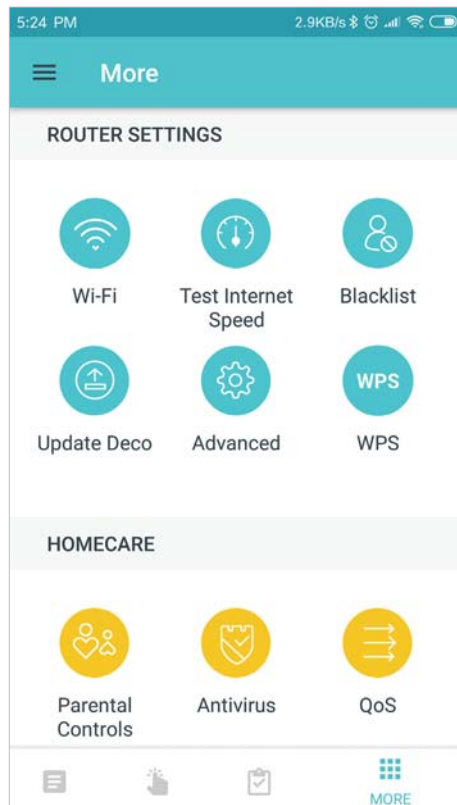 5:24 PM 2.9KB/s
More
ROUTER SETTINGS
Wi-Fi
Test Internet
Speed
Blacklist
WPS
Update Deco
Advanced
WPS
HOMECARE
Parental
Controls
Antivirus
QoS
MORE